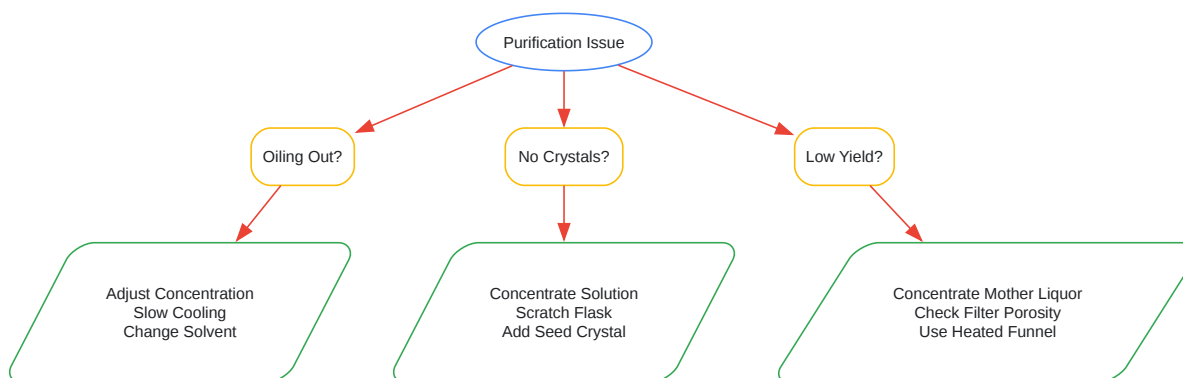 Purification Issue
Oiling Out?
No Crystals?
Low Yield?
Adjust Concentration
Slow Cooling
Change Solvent
Concentrate Solution
Scratch Flask
Add Seed Crystal
Concentrate Mother Liquor
Check Filter Porosity
Use Heated Funnel